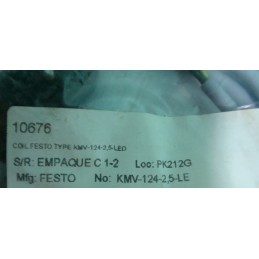 10676
COIL FESTO TYPE KMV-124-2,5-LED
S/R: EMPAQUE C 1-2 Loc: PK212G
Mfg: FESTO No: KMV-124-2,5-LE